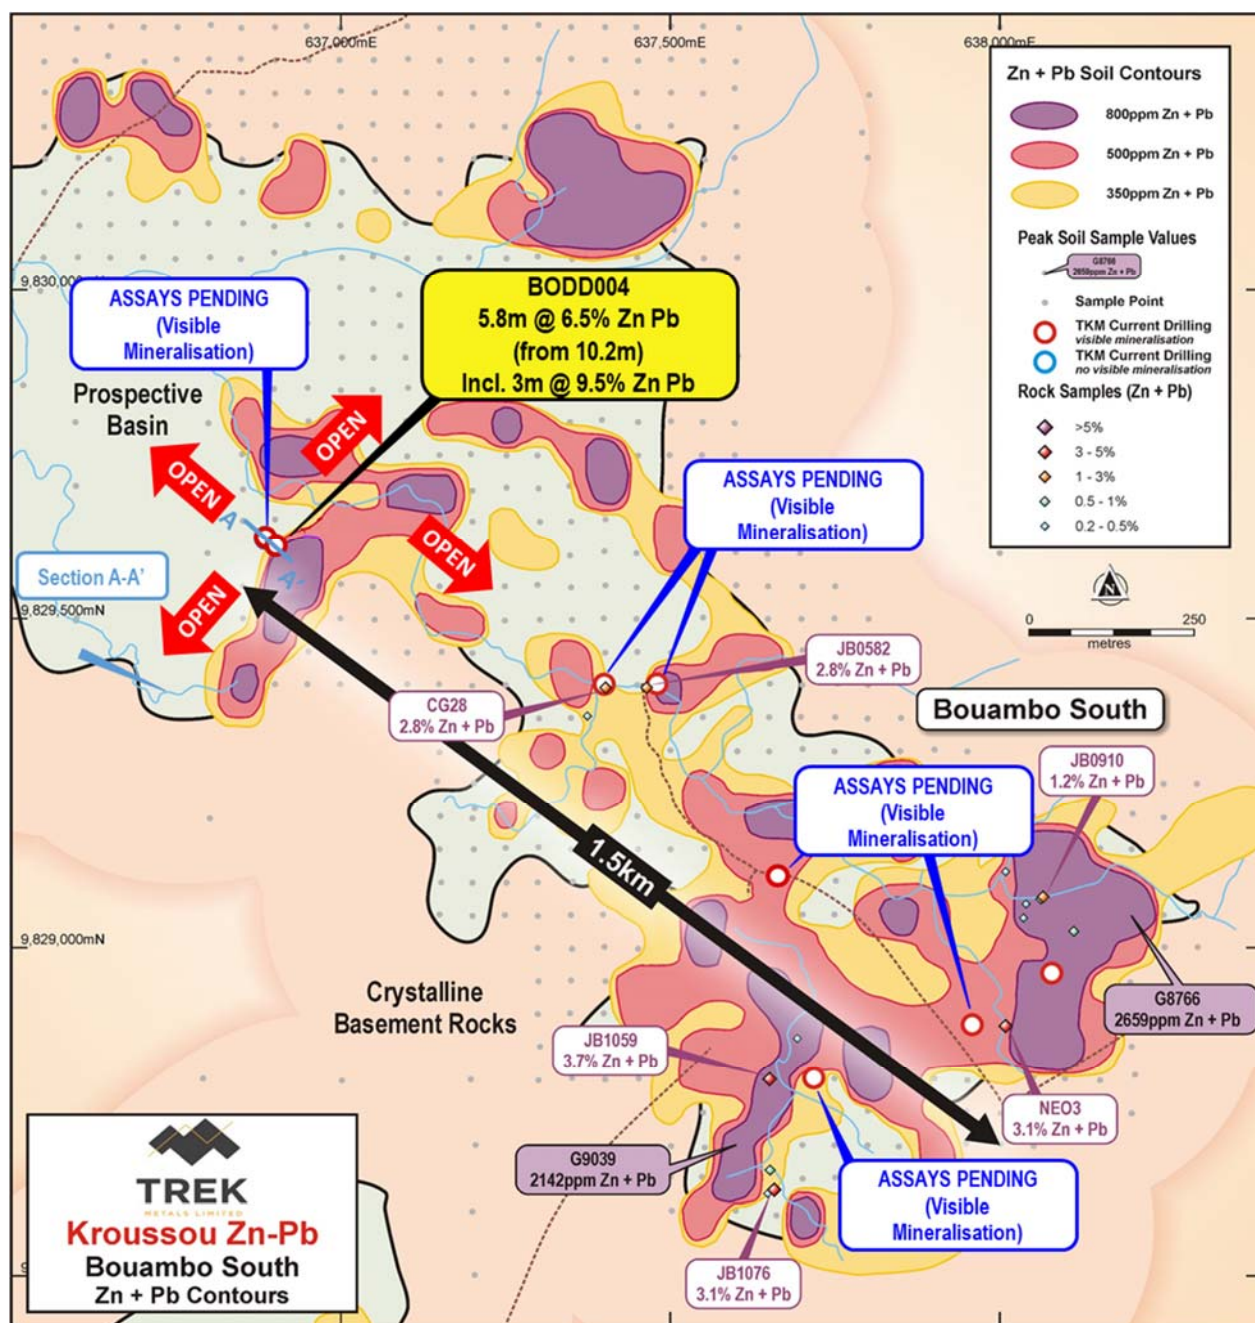 637,000mE
637,500mE
638,000mE
Zn + Pb Soil Contours
800ppm Zn + Pb
500ppm Zn + Pb
350ppm Zn + Pb
Peak Soil Sample Values
G8766
2659ppm Zn + Pb
Sample Point
TKM Current Drilling
visible mineralisation
TKM Current Drilling
no visible mineralisation
Rock Samples (Zn + Pb)
>5%
3 - 5%
1 - 3%
0.5 - 1%
0.2 - 0.5%
N
0
250
metres
9,830,000
ASSAYS PENDING
(Visible
Mineralisation)
BODD004
5.8m @ 6.5% Zn Pb
(from 10.2m)
Incl. 3m @ 9.5% Zn Pb
Prospective
Basin
OPEN
OPEN
OPEN
OPEN
A
A'
Section A-A'
9,829,500mN
ASSAYS PENDING
(Visible
Mineralisation)
JB0582
2.8% Zn + Pb
CG28
2.8% Zn + Pb
Bouambo South
JB0910
1.2% Zn + Pb
ASSAYS PENDING
(Visible
Mineralisation)
1.5km
9,829,000mN
Crystalline
Basement Rocks
G8766
2659ppm Zn + Pb
JB1059
3.7% Zn + Pb
NEO3
3.1% Zn + Pb
G9039
2142ppm Zn + Pb
ASSAYS PENDING
(Visible
Mineralisation)
JB1076
3.1% Zn + Pb
TREK
METALS LIMITED
Kroussou Zn-Pb
Bouambo South
Zn + Pb Contours